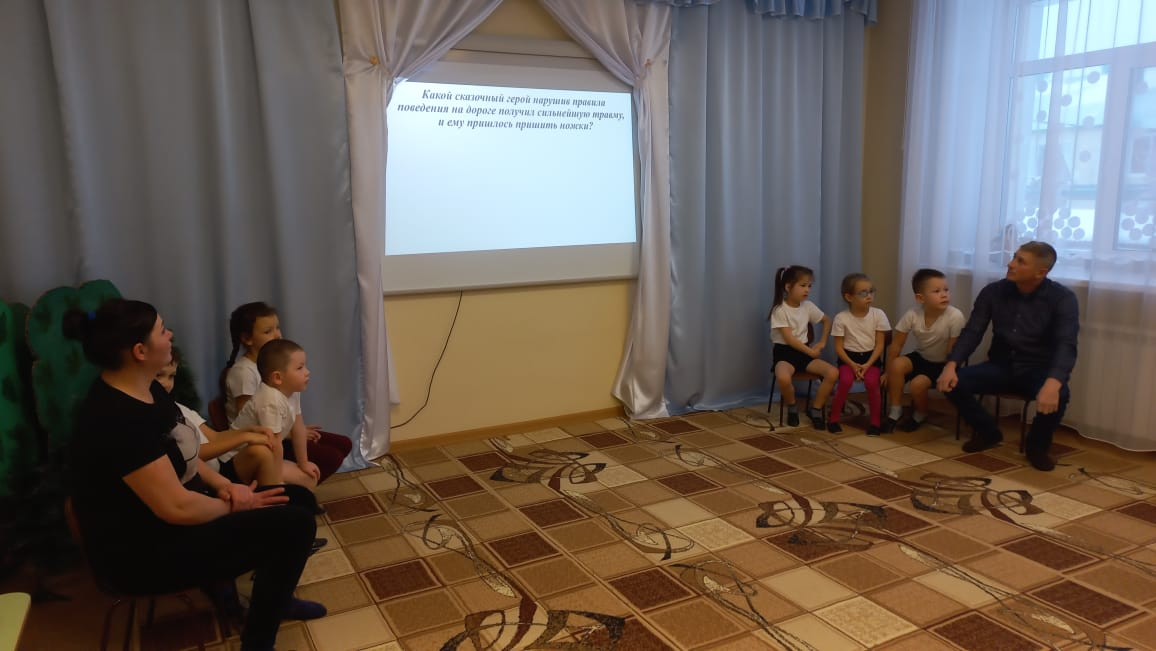 Какой сказочный герой нарушив правила
поведения на дороге получил сильнейшую травму,
и ему пришлось пришить ножки?